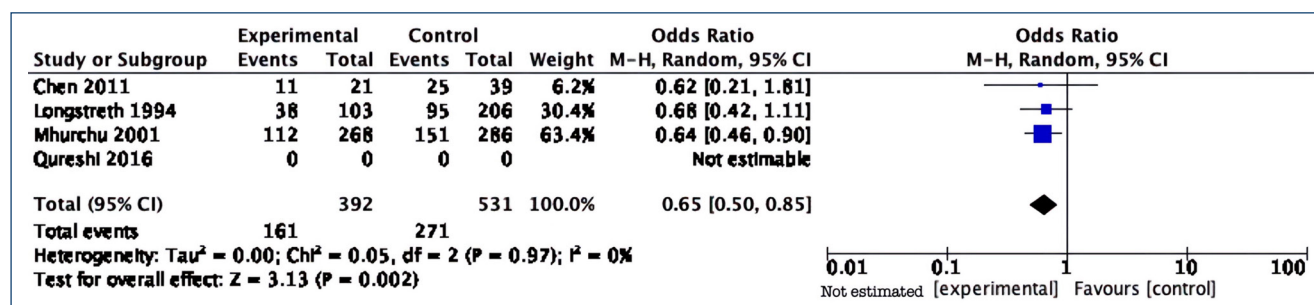 Experimental Control Odds Ratio Odds Ratio
Study or Subgroup Events Total Events Total Weight M-H, Random, 95% CI M-H, Random, 95% CI
Chen 2011 11 21 25 39 6.2% 0.62 [0.21, 1.81]
Longstreth 1994 38 103 95 206 30.4% 0.68 [0.42, 1.11]
Mhurchu 2001 112 268 151 286 63.4% 0.64 [0.46, 0.90]
Qureshi 2016 0 0 0 0 Not estimable
Total (95% CI) 392 531 100.0% 0.65 [0.50, 0.85]
Total events 161 271
Heterogeneity: Tau² = 0.00; Chi² = 0.05, df = 2 (P = 0.97); I² = 0%
Test for overall effect: Z = 3.13 (P = 0.002)
0.01 0.1 1 10 100
Not estimated [experimental] Favours [control]